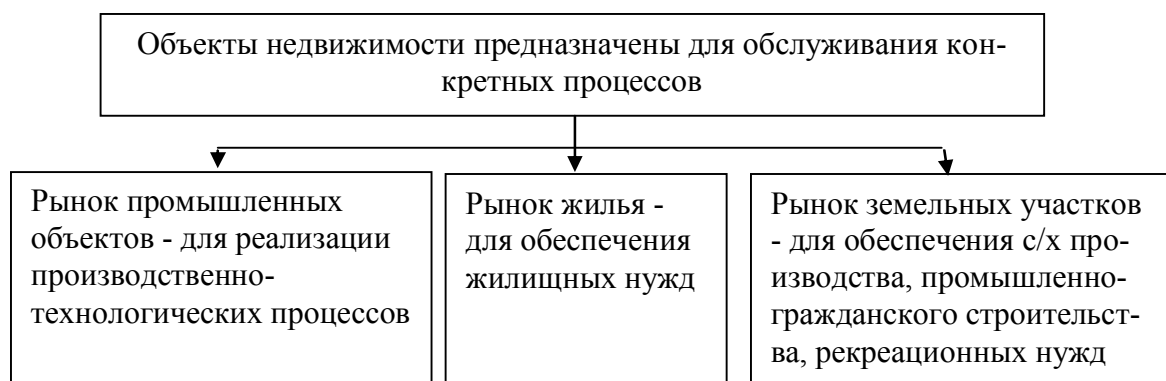 Объекты недвижимости предназначены для обслуживания кон-
кретных процессов
Рынок промышленных
объектов - для реализации
производственно-
технологических процессов
Рынок жилья -
для обеспечения
жилищных нужд
Рынок земельных участков
- для обеспечения с/х про-
изводства, промышленно-
гражданского строительст-
ва, рекреационных нужд